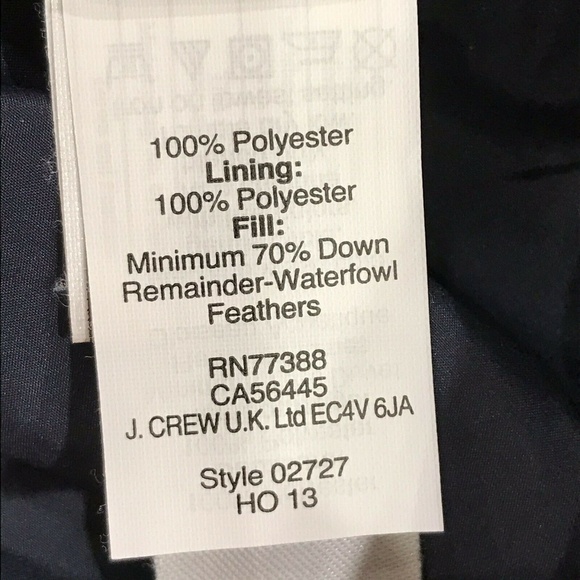 100% Polyester
Lining:
100% Polyester
Fill:
Minimum 70% Down
Remainder-Waterfowl
Feathers
RN77388
CA56445
J. CREW U.K. Ltd EC4V 6JA
Style 02727
HO 13